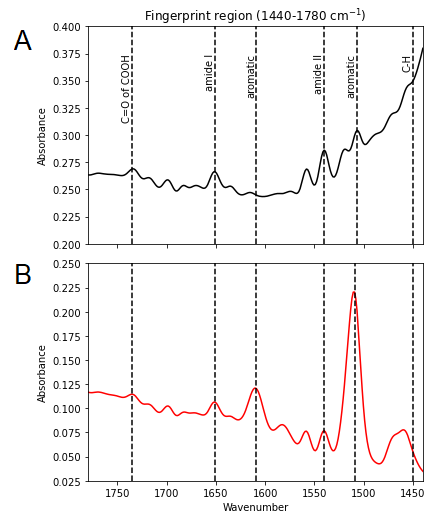 Fingerprint region (1440-1780 cm⁻¹)
A
0.400
0.375
0.350
0.325
0.300
0.275
0.250
0.225
0.200
Absorbance
C=O of COOH
amide I
aromatic
amide II
aromatic
C-H
B
0.250
0.225
0.200
0.175
0.150
0.125
0.100
0.075
0.050
0.025
Absorbance
1750 1700 1650 1600 1550 1500 1450
Wavenumber